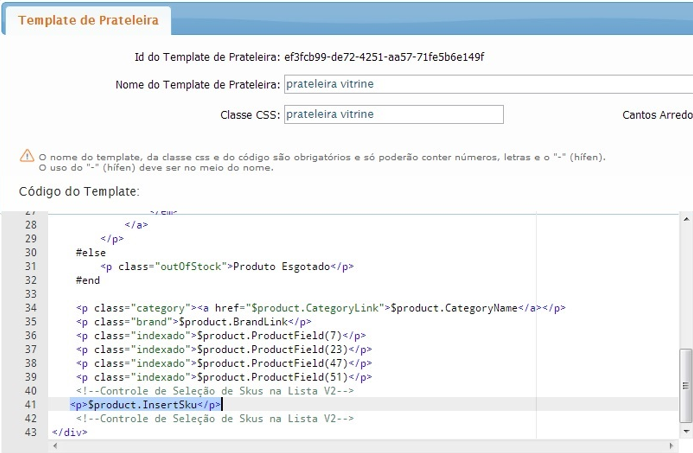 Template de Prateleira
Id do Template de Prateleira: ef3fcb99-de72-4251-aa57-71fe5b6e149f
Nome do Template de Prateleira: prateleira vitrine
Classe CSS: prateleira vitrine Cantos Arredo
O nome do template, da classe css e do código são obrigatórios e só poderão conter números, letras e o "-" (hífen).
O uso do "-" (hífen) deve ser no meio do nome.
Código do Template:
27 </em>
28 </a>
29 </p>
30 #else
31 <p class="outOfStock">Produto Esgotado</p>
32 #end
33
34 <p class="category"><a href="$product.CategoryLink">$product.CategoryName</a></p>
35 <p class="brand">$product.BrandLink</p>
36 <p class="indexado">$product.ProductField(7)</p>
37 <p class="indexado">$product.ProductField(23)</p>
38 <p class="indexado">$product.ProductField(47)</p>
39 <p class="indexado">$product.ProductField(51)</p>
40 <!--Controle de Seleção de Skus na Lista V2-->
41 <p>$product.InsertSku</p>
42 <!--Controle de Seleção de Skus na Lista V2-->
43 </div>